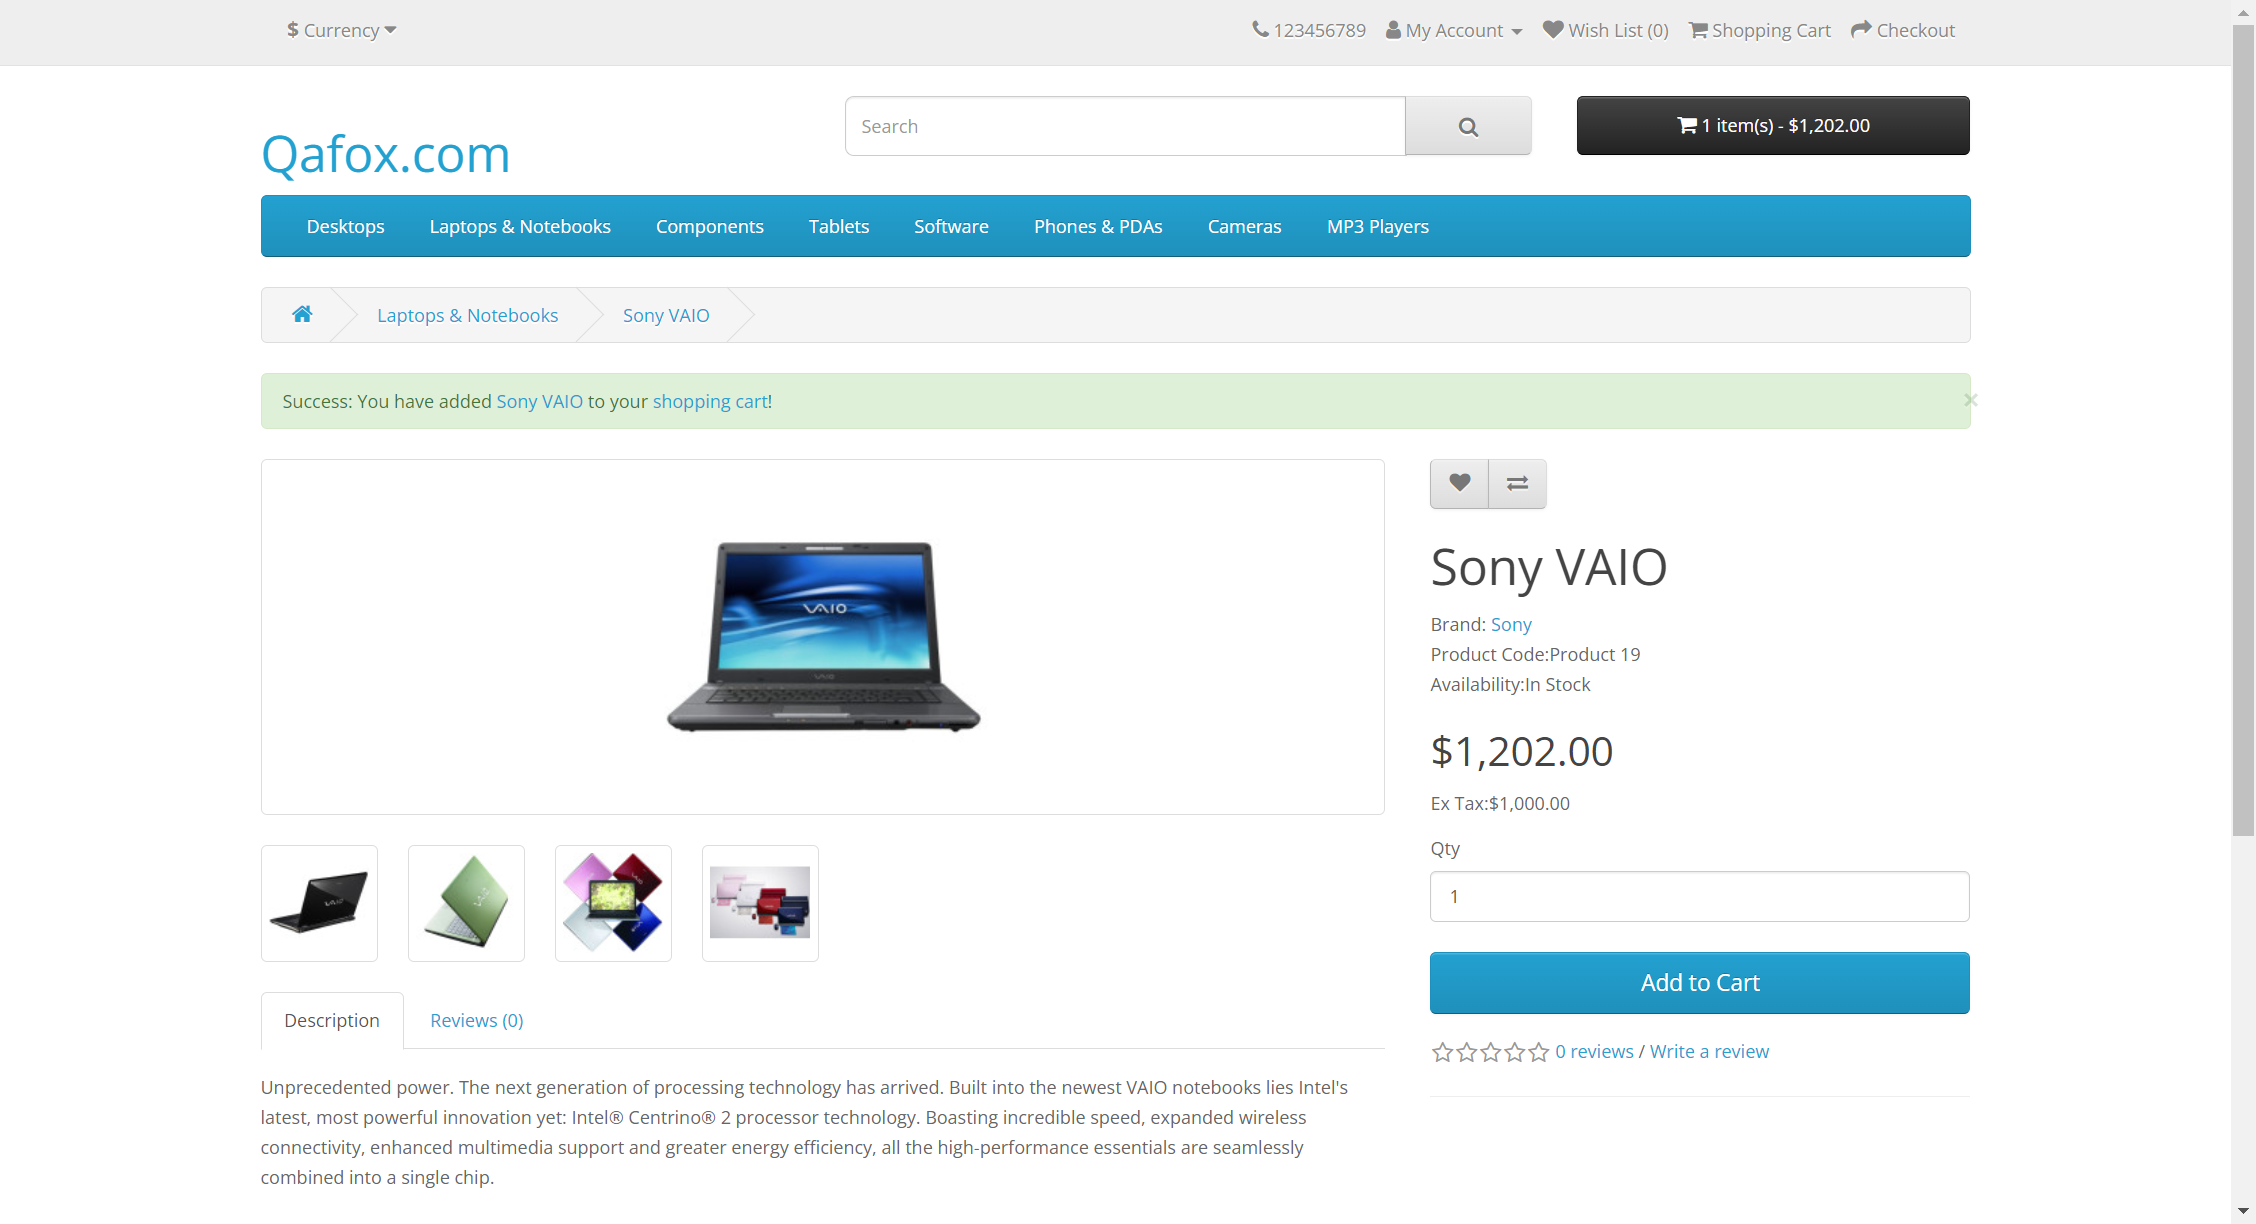 $ Currency
123456789 My Account Wish List (0) Shopping Cart Checkout
Qafox.com
Search
1 item(s) - $1,202.00
Desktops Laptops & Notebooks Components Tablets Software Phones & PDAs Cameras MP3 Players
Laptops & Notebooks Sony VAIO
Success: You have added Sony VAIO to your shopping cart!
×
VAIO
VAIO
Sony VAIO
Brand: Sony
Product Code:Product 19
Availability:In Stock
$1,202.00
Ex Tax:$1,000.00
Qty
1
Add to Cart
0 reviews / Write a review
VAIO
VAIO
Description Reviews (0)
Unprecedented power. The next generation of processing technology has arrived. Built into the newest VAIO notebooks lies Intel's
latest, most powerful innovation yet: Intel® Centrino® 2 processor technology. Boasting incredible speed, expanded wireless
connectivity, enhanced multimedia support and greater energy efficiency, all the high-performance essentials are seamlessly
combined into a single chip.